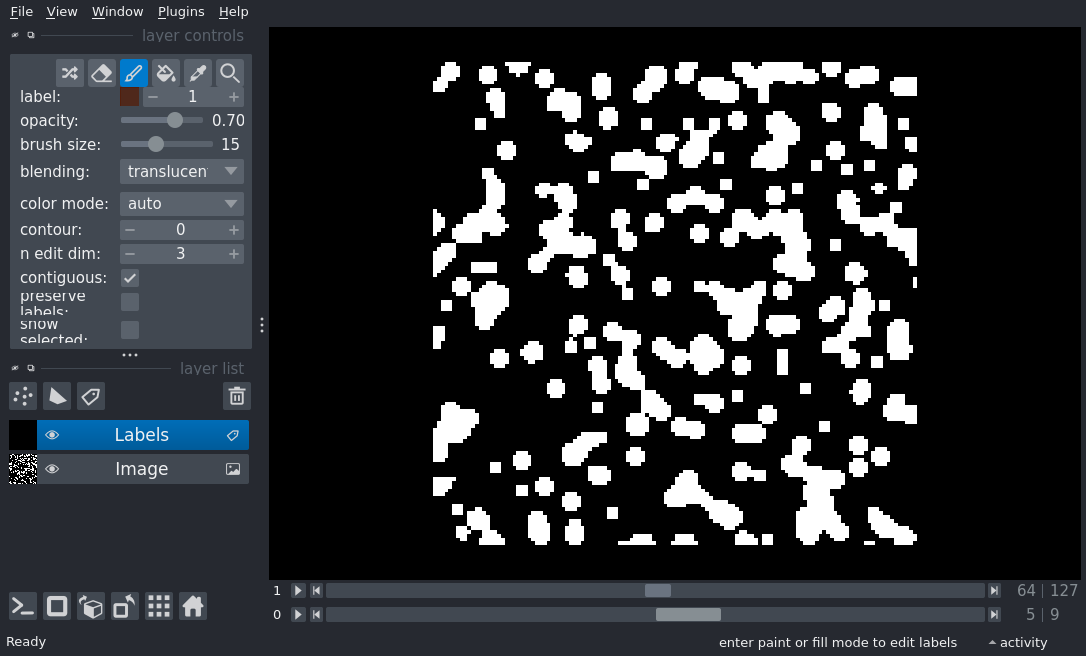 File View Window Plugins Help
layer controls
label: 1
opacity: 0.70
brush size: 15
blending: translucen
color mode: auto
contour: 0
n edit dim: 3
contiguous:
preserve
labels:
show
selected:
layer list
Labels
Image
1 64 127
0 5 9
Ready enter paint or fill mode to edit labels activity